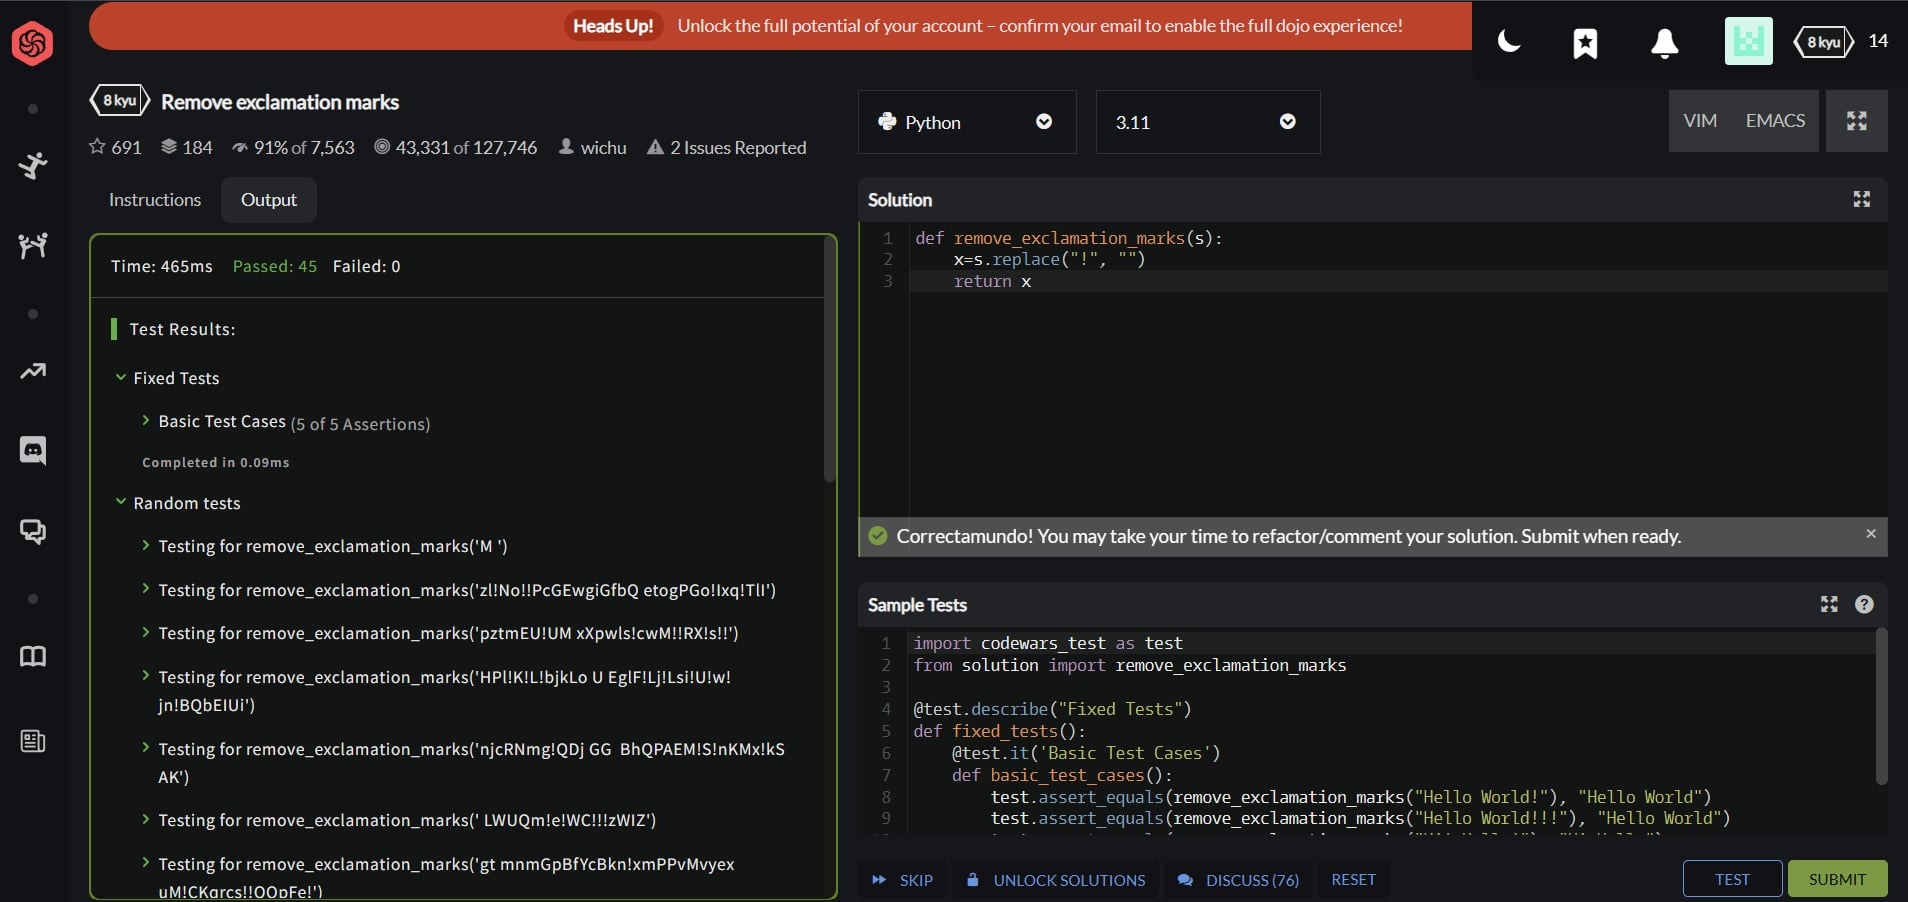 Heads Up! Unlock the full potential of your account – confirm your email to enable the full dojo experience!
8 kyu 14
8 kyu Remove exclamation marks
691 184 91% of 7,563 43,331 of 127,746 wichu 2 Issues Reported
Instructions Output
Time: 465ms Passed: 45 Failed: 0
Test Results:
Fixed Tests
Basic Test Cases (5 of 5 Assertions)
Completed in 0.09ms
Random tests
Testing for remove_exclamation_marks('M ')
Testing for remove_exclamation_marks('zl!No!!PcGEwgiGfbQ etogPGo!Ixq!TlI')
Testing for remove_exclamation_marks('pztmEU!UM xXpwls!cwM!!RX!s!!')
Testing for remove_exclamation_marks('HPl!K!L!bjkLo U EglF!Lj!Lsi!U!w!
jn!BQbEIUi')
Testing for remove_exclamation_marks('njcRNmg!QDj GG  BhQPAEM!S!nKMx!kS
AK')
Testing for remove_exclamation_marks(' LWUQm!e!WC!!!zWIZ')
Testing for remove_exclamation_marks('gt mnmGpBfYcBkn!xmPPvMvyex
uM!CKqrcs!!OOpFe!')
Python 3.11 VIM EMACS
Solution
1 def remove_exclamation_marks(s):
2 x=s.replace("!", "")
3 return x
Correctamundo! You may take your time to refactor/comment your solution. Submit when ready.
Sample Tests
1 import codewars_test as test
2 from solution import remove_exclamation_marks
3
4 @test.describe("Fixed Tests")
5 def fixed_tests():
6 @test.it('Basic Test Cases')
7 def basic_test_cases():
8 test.assert_equals(remove_exclamation_marks("Hello World!"), "Hello World")
9 test.assert_equals(remove_exclamation_marks("Hello World!!!"), "Hello World")
SKIP UNLOCK SOLUTIONS DISCUSS (76) RESET TEST SUBMIT